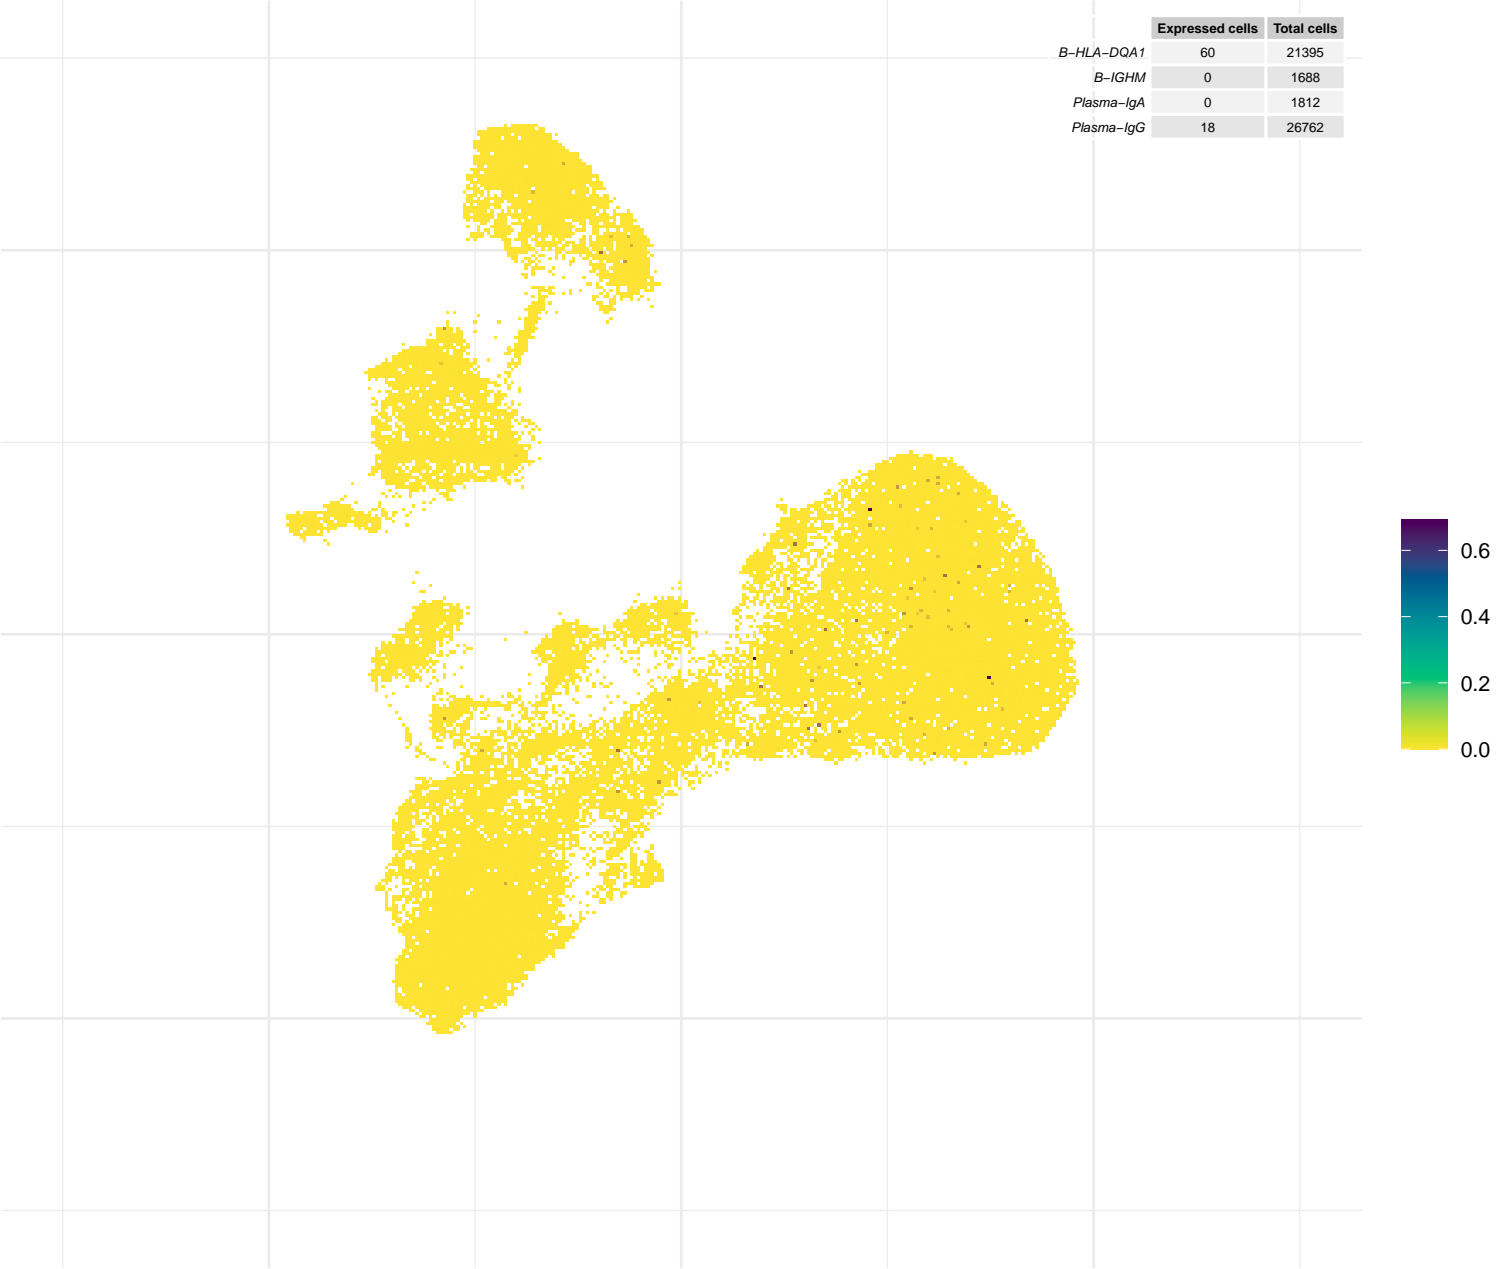 Expressed cells Total cells
B−HLA−DQA1 60 21395
B−IGHM 0 1688
Plasma−IgA 0 1812
Plasma−IgG 18 26762
0.6
0.4
0.2
0.0